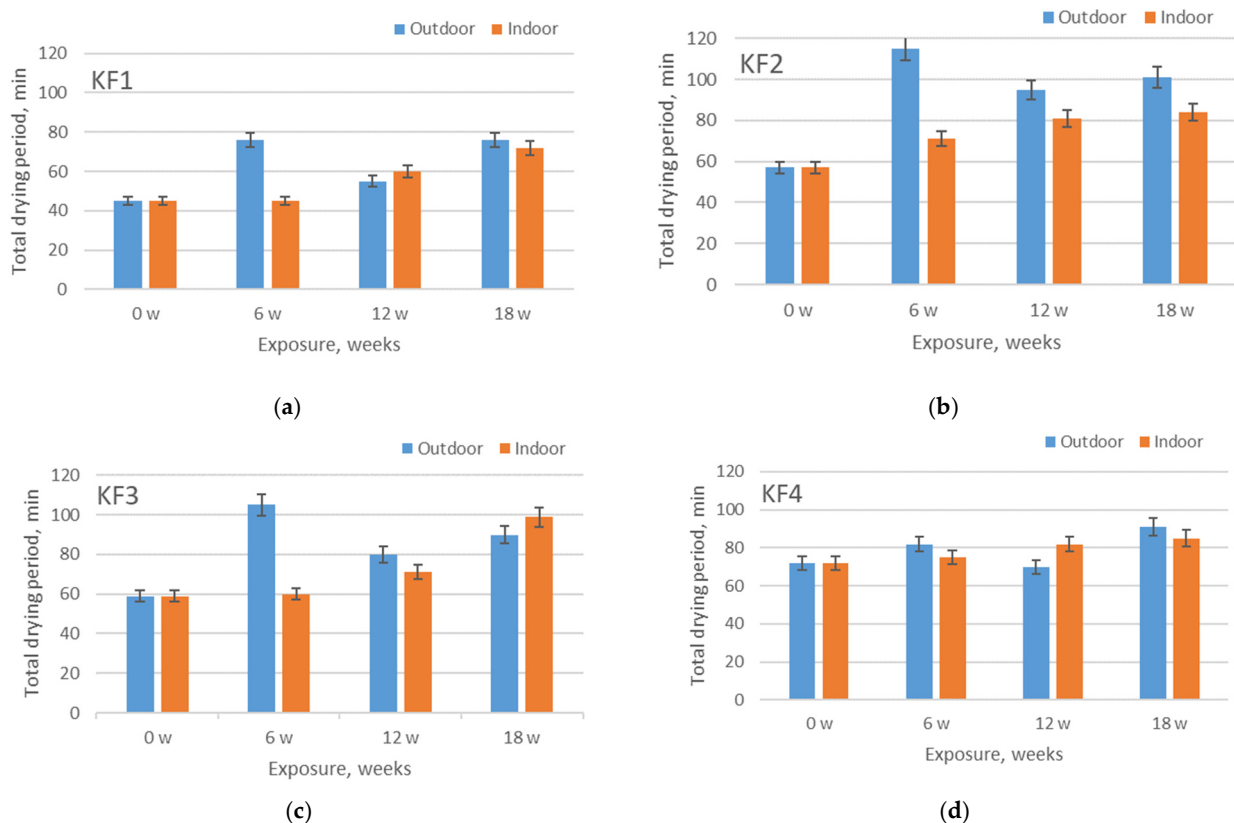 Outdoor Indoor
120
100
80
60
40
20
0
KF1
Total drying period, min
0 w 6 w 12 w 18 w
Exposure, weeks
(a)
Outdoor Indoor
120
100
80
60
40
20
0
KF2
Total drying period, min
0 w 6 w 12 w 18 w
Exposure, weeks
(b)
Outdoor Indoor
120
100
80
60
40
20
0
KF3
Total drying period, min
0 w 6 w 12 w 18 w
Exposure, weeks
(c)
Outdoor Indoor
120
100
80
60
40
20
0
KF4
Total drying period, min
0 w 6 w 12 w 18 w
Exposure, weeks
(d)